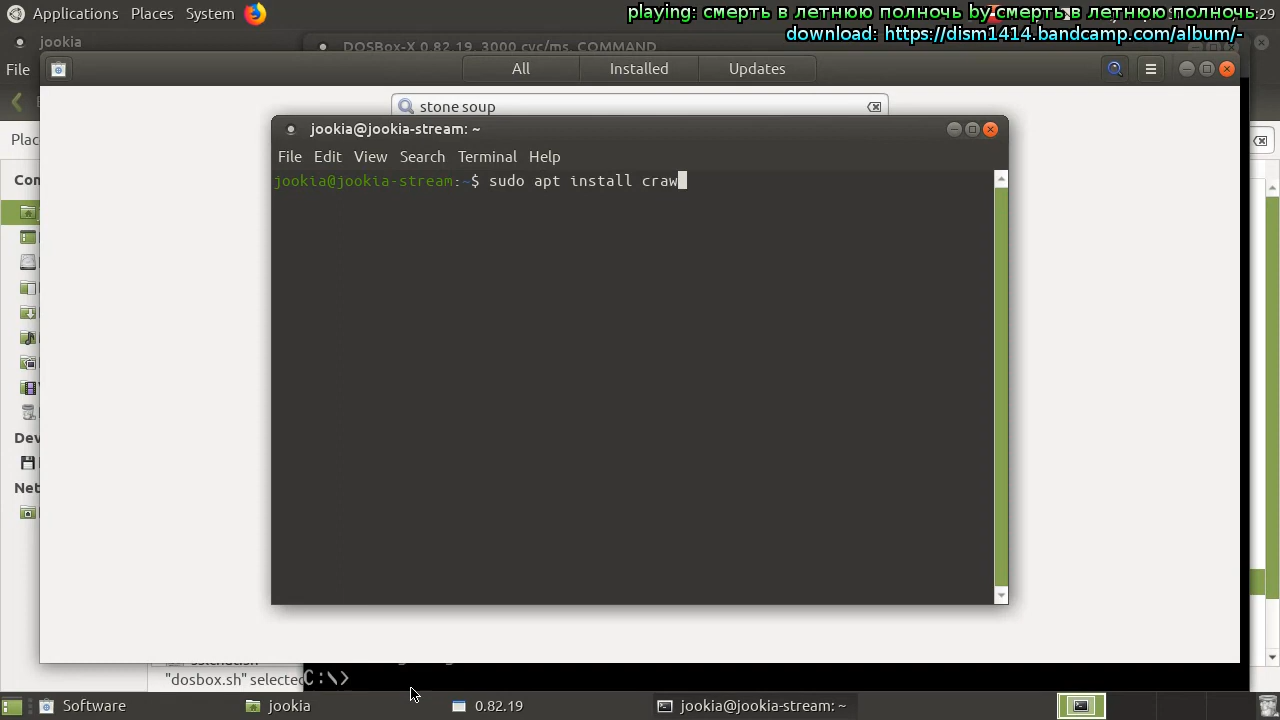 Applications Places System
playing: смерть в летнюю полночь by смерть в летнюю полночь
:29
download: https://dism1414.bandcamp.com/album/-
jookia
DOSBox-X 0.82.19, 3000 cyc/ms, COMMAND
File
All Installed Updates
stone soup
jookia@jookia-stream: ~
File Edit View Search Terminal Help
jookia@jookia-stream:~$ sudo apt install craw
"dosbox.sh" selected
C:\>
Software jookia 0.82.19 jookia@jookia-stream: ~